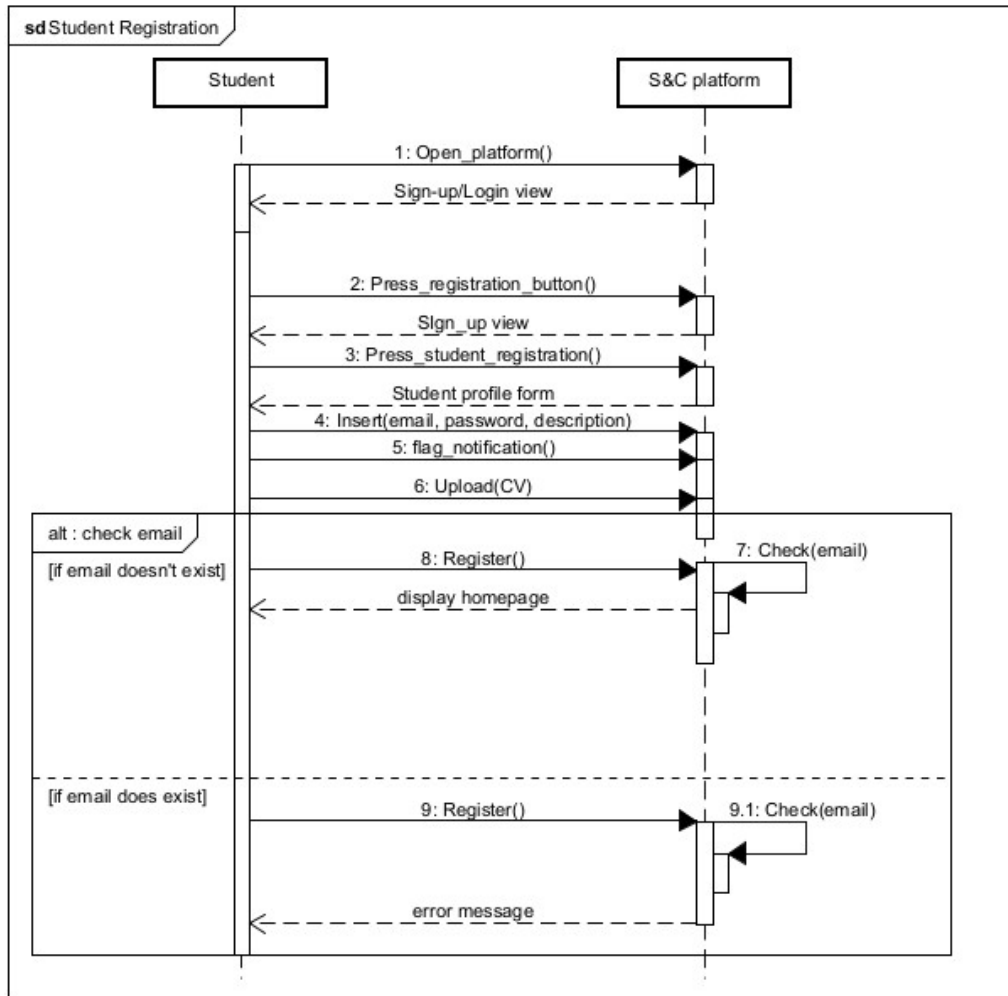 sd Student Registration
Student
S&C platform
1: Open_platform()
Sign-up/Login view
2: Press_registration_button()
SIgn_up view
3: Press_student_registration()
Student profile form
4: Insert(email, password, description)
5: flag_notification()
6: Upload(CV)
alt : check email
7: Check(email)
[if email doesn't exist]
8: Register()
display homepage
[if email does exist]
9: Register()
9.1: Check(email)
error message